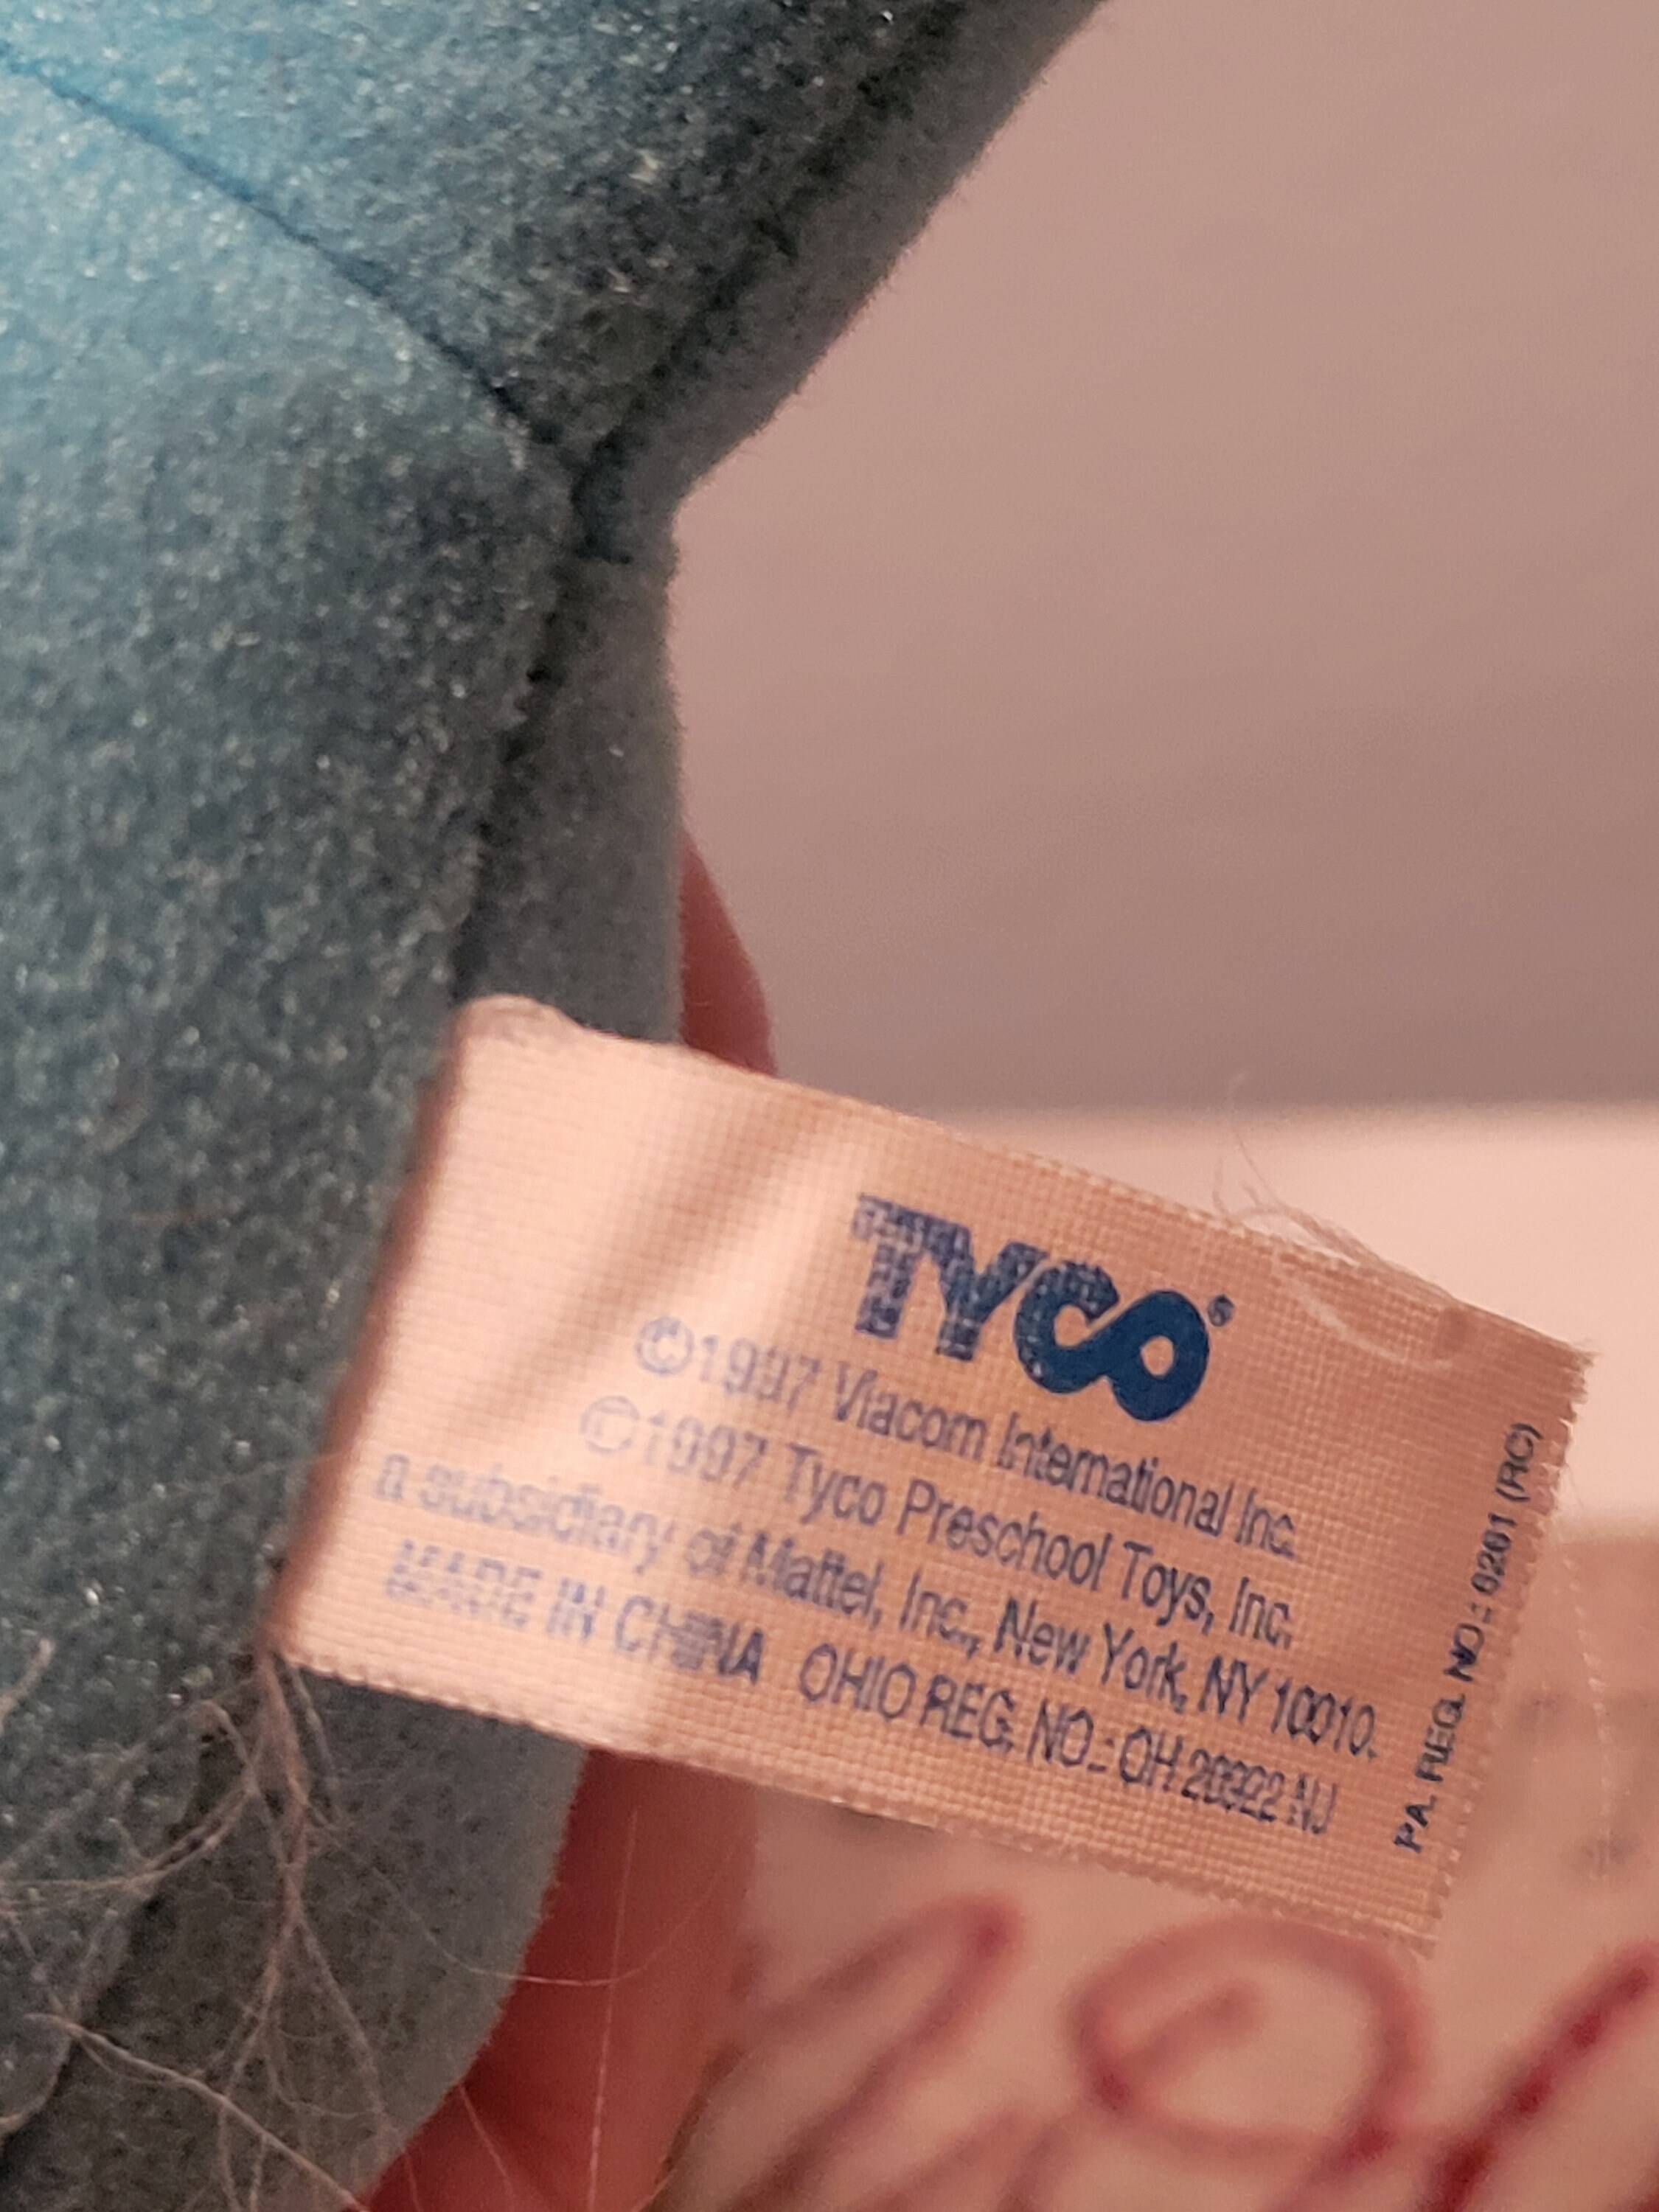 TYCO®
©1997 Viacom International Inc.
©1997 Tyco Preschool Toys, Inc.
a subsidiary of Mattel, Inc., New York, NY 10010.
MADE IN CHINA OHIO REG. NO.: OH 20922 NJ
PA. REG. NO.: 0201 (RC)